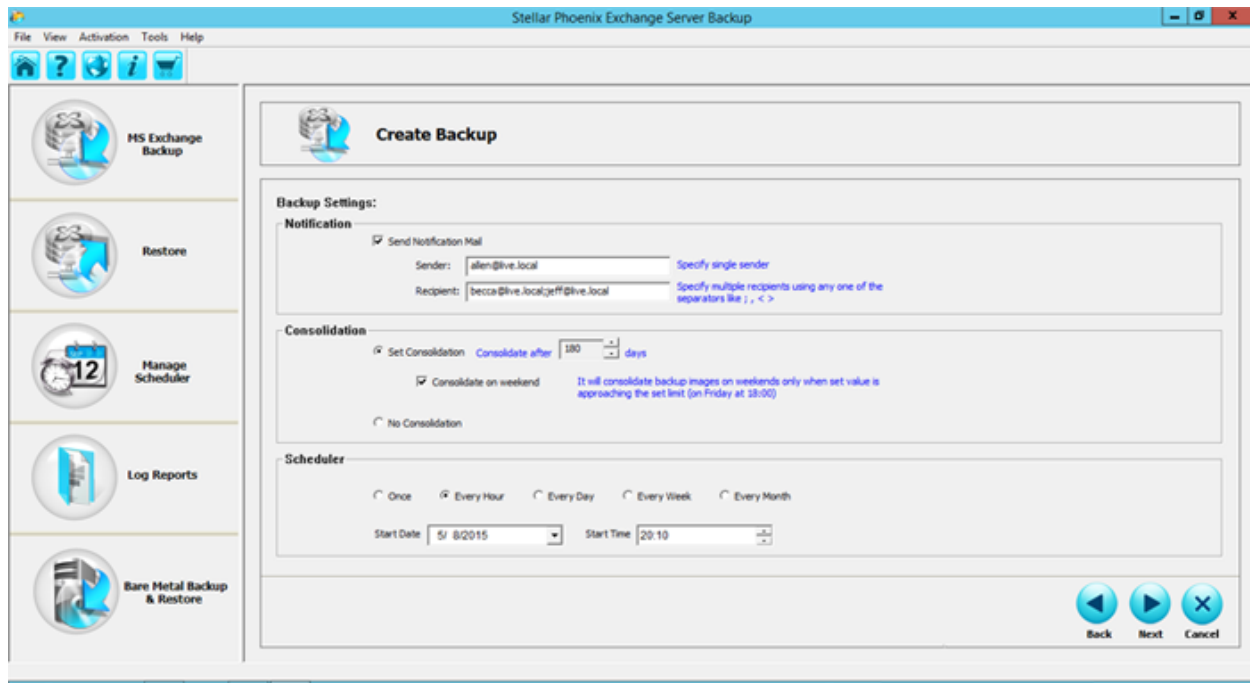 Stellar Phoenix Exchange Server Backup
File View Activation Tools Help
MS Exchange
Backup
Restore
12
Manage
Scheduler
Log Reports
Bare Metal Backup
& Restore
Create Backup
Backup Settings:
Notification
Send Notification Mail
Sender: allen@live.local Specify single sender
Recipient: becca@live.local;jeff@live.local Specify multiple recipients using any one of the
separators like ; , < >
Consolidation
Set Consolidation Consolidate after 180 days
Consolidate on weekend It will consolidate backup images on weekends only when set value is
approaching the set limit (on Friday at 18:00)
No Consolidation
Scheduler
Once Every Hour Every Day Every Week Every Month
Start Date 5/ 8/2015 Start Time 20:10
Back Next Cancel